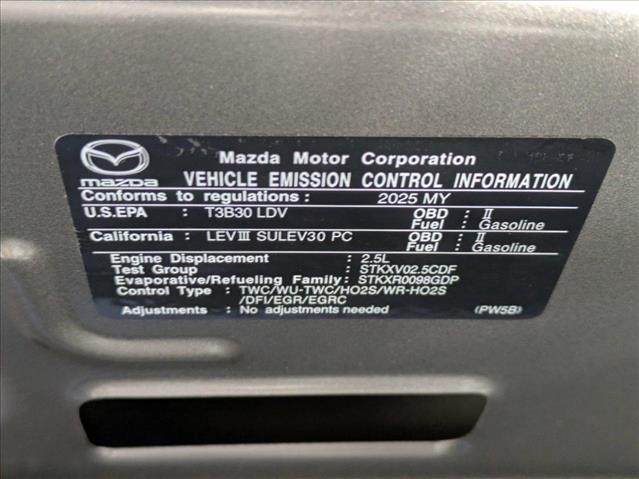 Mazda Motor Corporation
mazda VEHICLE EMISSION CONTROL INFORMATION
Conforms to regulations : 2025 MY
U.S.EPA : T3B30 LDV OBD : II
Fuel : Gasoline
California : LEVIII SULEV30 PC OBD : II
Fuel : Gasoline
Engine Displacement : 2.5L
Test Group : STKXV02.5CDF
Evaporative/Refueling Family: STKXR0098GDP
Control Type : TWC/WU-TWC/HO2S/WR-HO2S
/DFI/EGR/EGRC
Adjustments : No adjustments needed (PW5B)